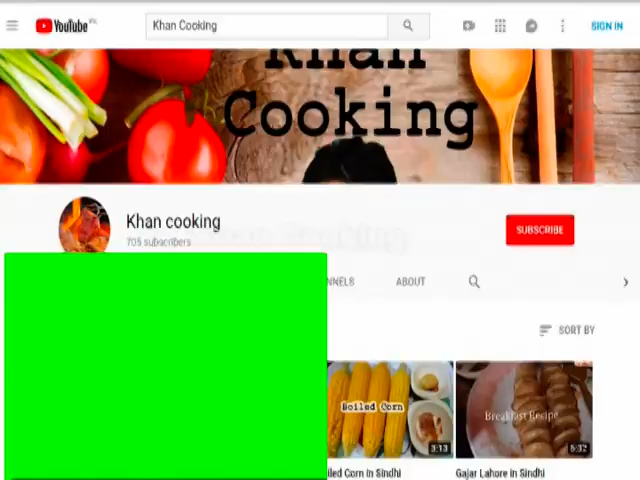 YouTube
Khan Cooking
SIGN IN
Khan
Cooking
Khan cooking
705 subscribers
SUBSCRIBE
NNELS
ABOUT
SORT BY
Boiled Corn
3:13
Breakfast Recipe
5:32
iled Corn In Sindhi
Gajar Lahore in Sindhi